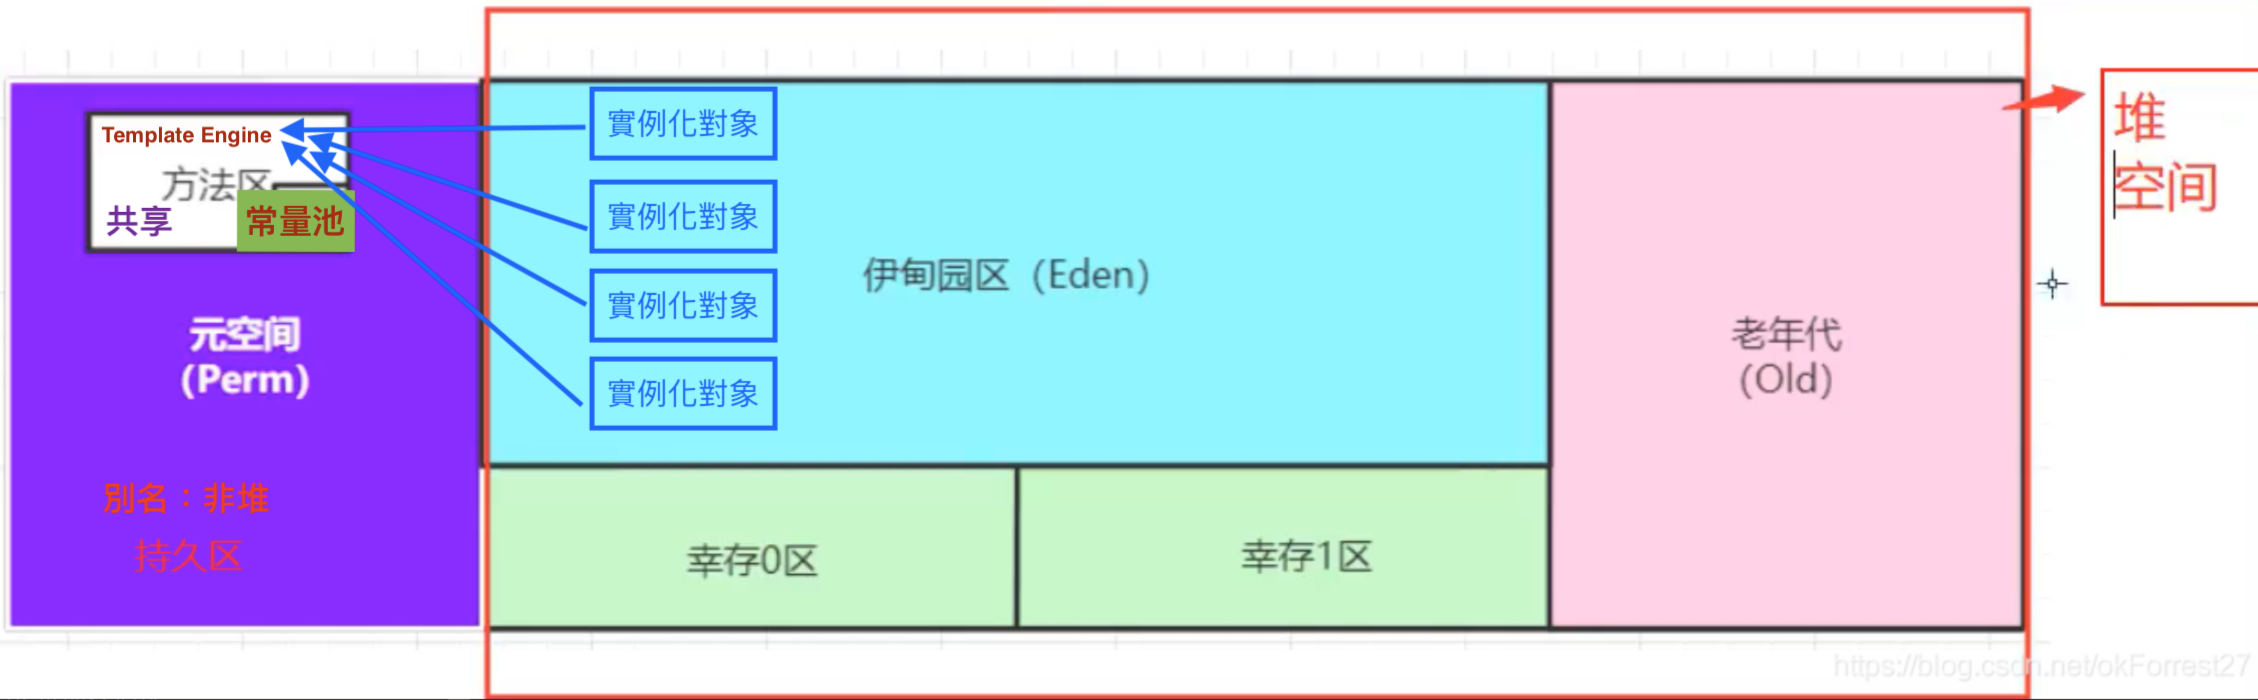 Template Engine
方法区
共享
常量池
元空间
（Perm）
別名：非堆
持久区
實例化對象
實例化對象
實例化對象
實例化對象
伊甸园区（Eden）
幸存0区
幸存1区
老年代
（Old）
堆
空间
https://blog.csdn.net/okForrest27